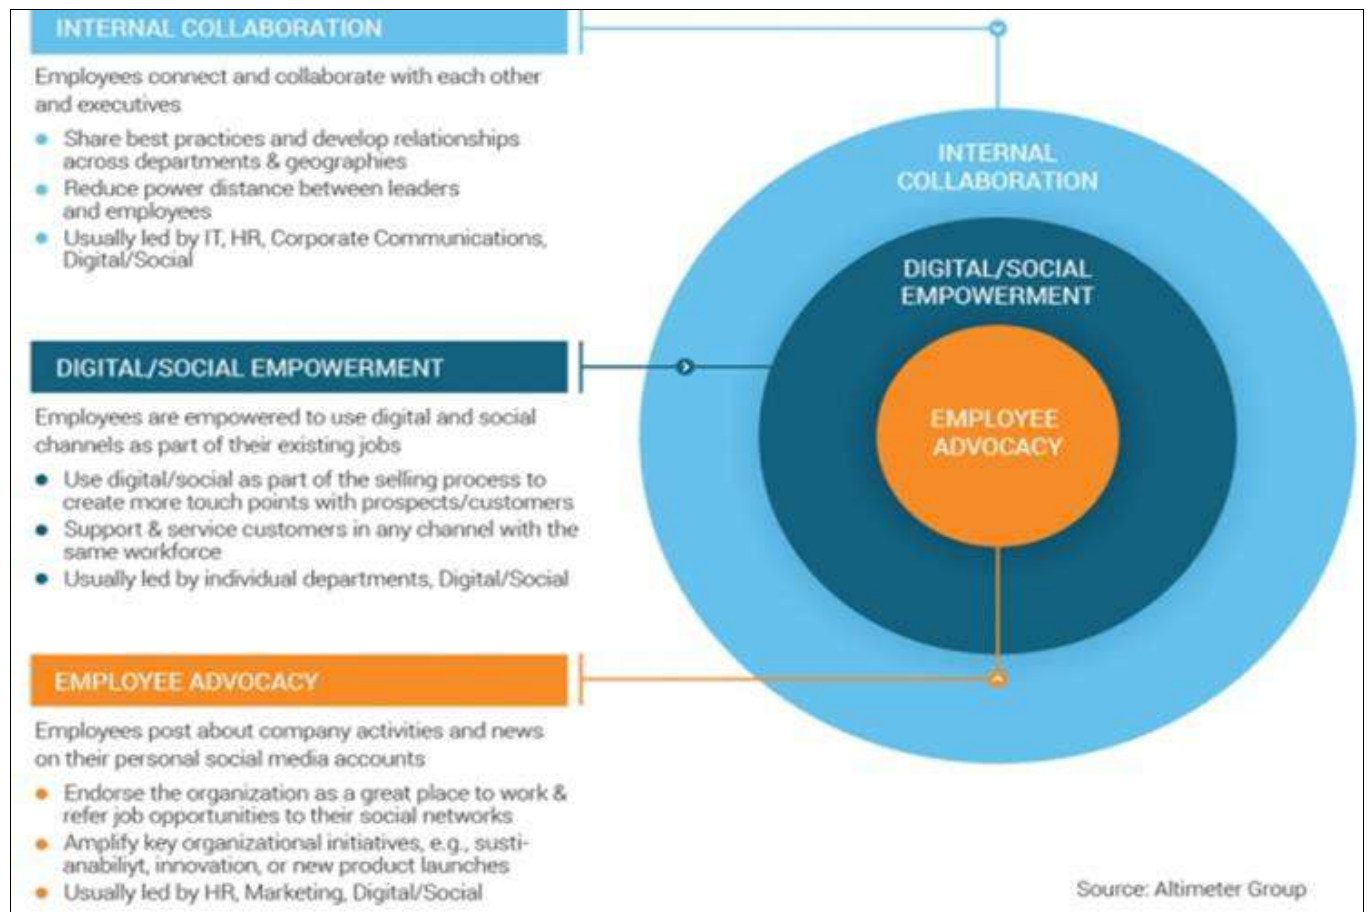 INTERNAL COLLABORATION
Employees connect and collaborate with each other
and executives
Share best practices and develop relationships
across departments & geographies
Reduce power distance between leaders
and employees
Usually led by IT, HR, Corporate Communications,
Digital/Social
DIGITAL/SOCIAL EMPOWERMENT
Employees are empowered to use digital and social
channels as part of their existing jobs
Use digital/social as part of the selling process to
create more touch points with prospects/customers
Support & service customers in any channel with the
same workforce
Usually led by individual departments, Digital/Social
EMPLOYEE ADVOCACY
Employees post about company activities and news
on their personal social media accounts
Endorse the organization as a great place to work &
refer job opportunities to their social networks
Amplify key organizational initiatives, e.g., susti-
anabiliyt, innovation, or new product launches
Usually led by HR, Marketing, Digital/Social
INTERNAL
COLLABORATION
DIGITAL/SOCIAL
EMPOWERMENT
EMPLOYEE
ADVOCACY
Source: Altimeter Group